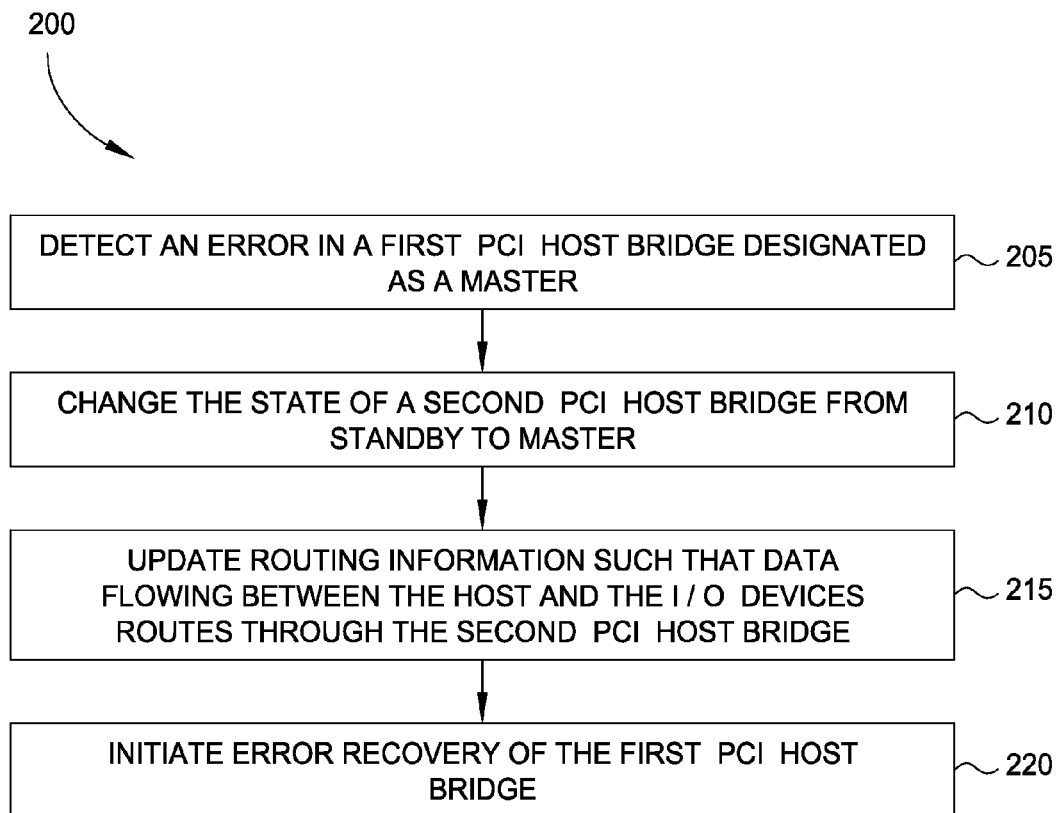 200
DETECT AN ERROR IN A FIRST PCI HOST BRIDGE DESIGNATED
AS A MASTER
205
CHANGE THE STATE OF A SECOND PCI HOST BRIDGE FROM
STANDBY TO MASTER
210
UPDATE ROUTING INFORMATION SUCH THAT DATA
FLOWING BETWEEN THE HOST AND THE I / O DEVICES
ROUTES THROUGH THE SECOND PCI HOST BRIDGE
215
INITIATE ERROR RECOVERY OF THE FIRST PCI HOST
BRIDGE
220